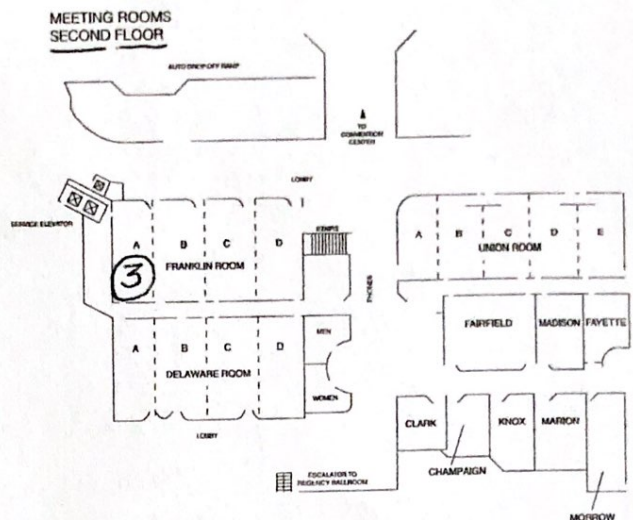 MEETING ROOMS
SECOND FLOOR
AUTO DROP OFF RAMP
TO
CONVENTION
CENTER
LOBBY
SERVICE ELEVATOR
A B C D
FRANKLIN ROOM
3
PHONES
A B C D E
UNION ROOM
FAIRFIELD
MADISON
FAYETTE
A B C D
DELAWARE ROOM
MEN
WOMEN
LOBBY
CLARK
CHAMPAIGN
KNOX
MARION
MORROW
ESCALATOR TO
REGENCY BALLROOM